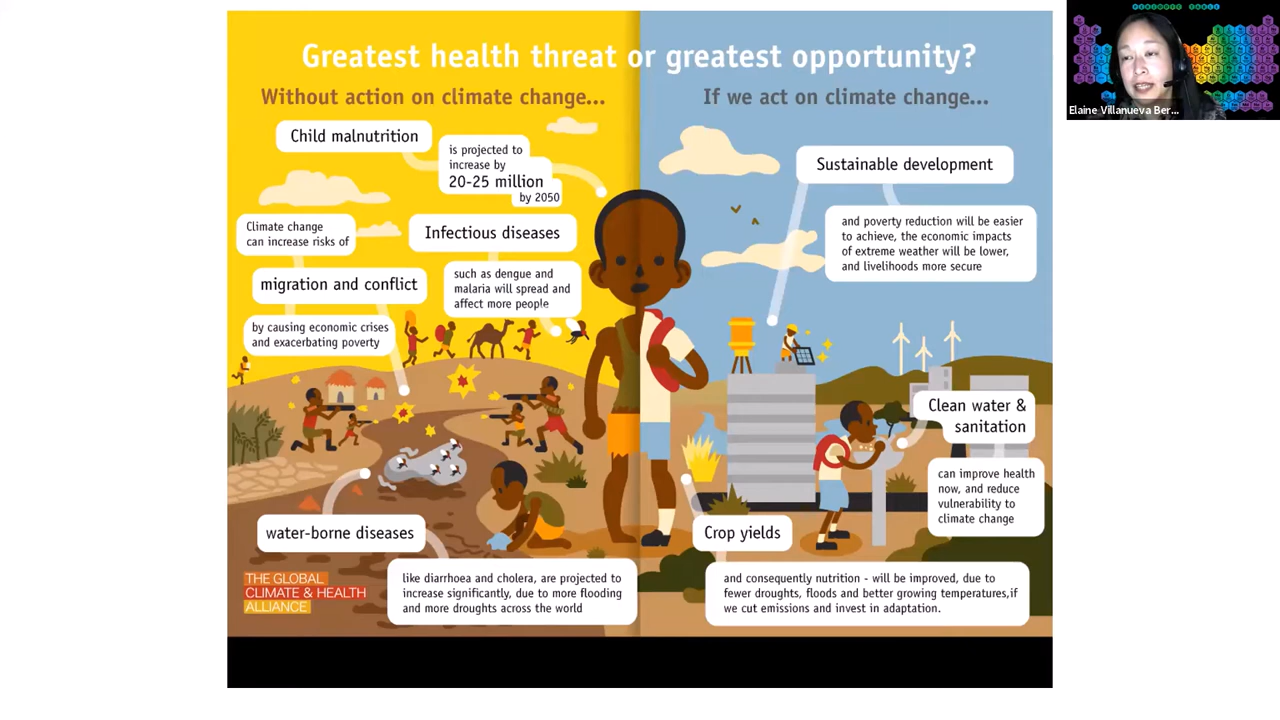 Greatest health threat or greatest opportunity?
Without action on climate change...
Child malnutrition
is projected to
increase by
20-25 million
by 2050
Climate change
can increase risks of
migration and conflict
by causing economic crises
and exacerbating poverty
Infectious diseases
such as dengue and
malaria will spread and
affect more people
water-borne diseases
like diarrhoea and cholera, are projected to
increase significantly, due to more flooding
and more droughts across the world
THE GLOBAL
CLIMATE & HEALTH
ALLIANCE
If we act on climate change...
Sustainable development
and poverty reduction will be easier
to achieve, the economic impacts
of extreme weather will be lower,
and livelihoods more secure
Clean water &
sanitation
can improve health
now, and reduce
vulnerability to
climate change
Crop yields
and consequently nutrition - will be improved, due to
fewer droughts, floods and better growing temperatures,if
we cut emissions and invest in adaptation.
Elaine Villanueva Ber...